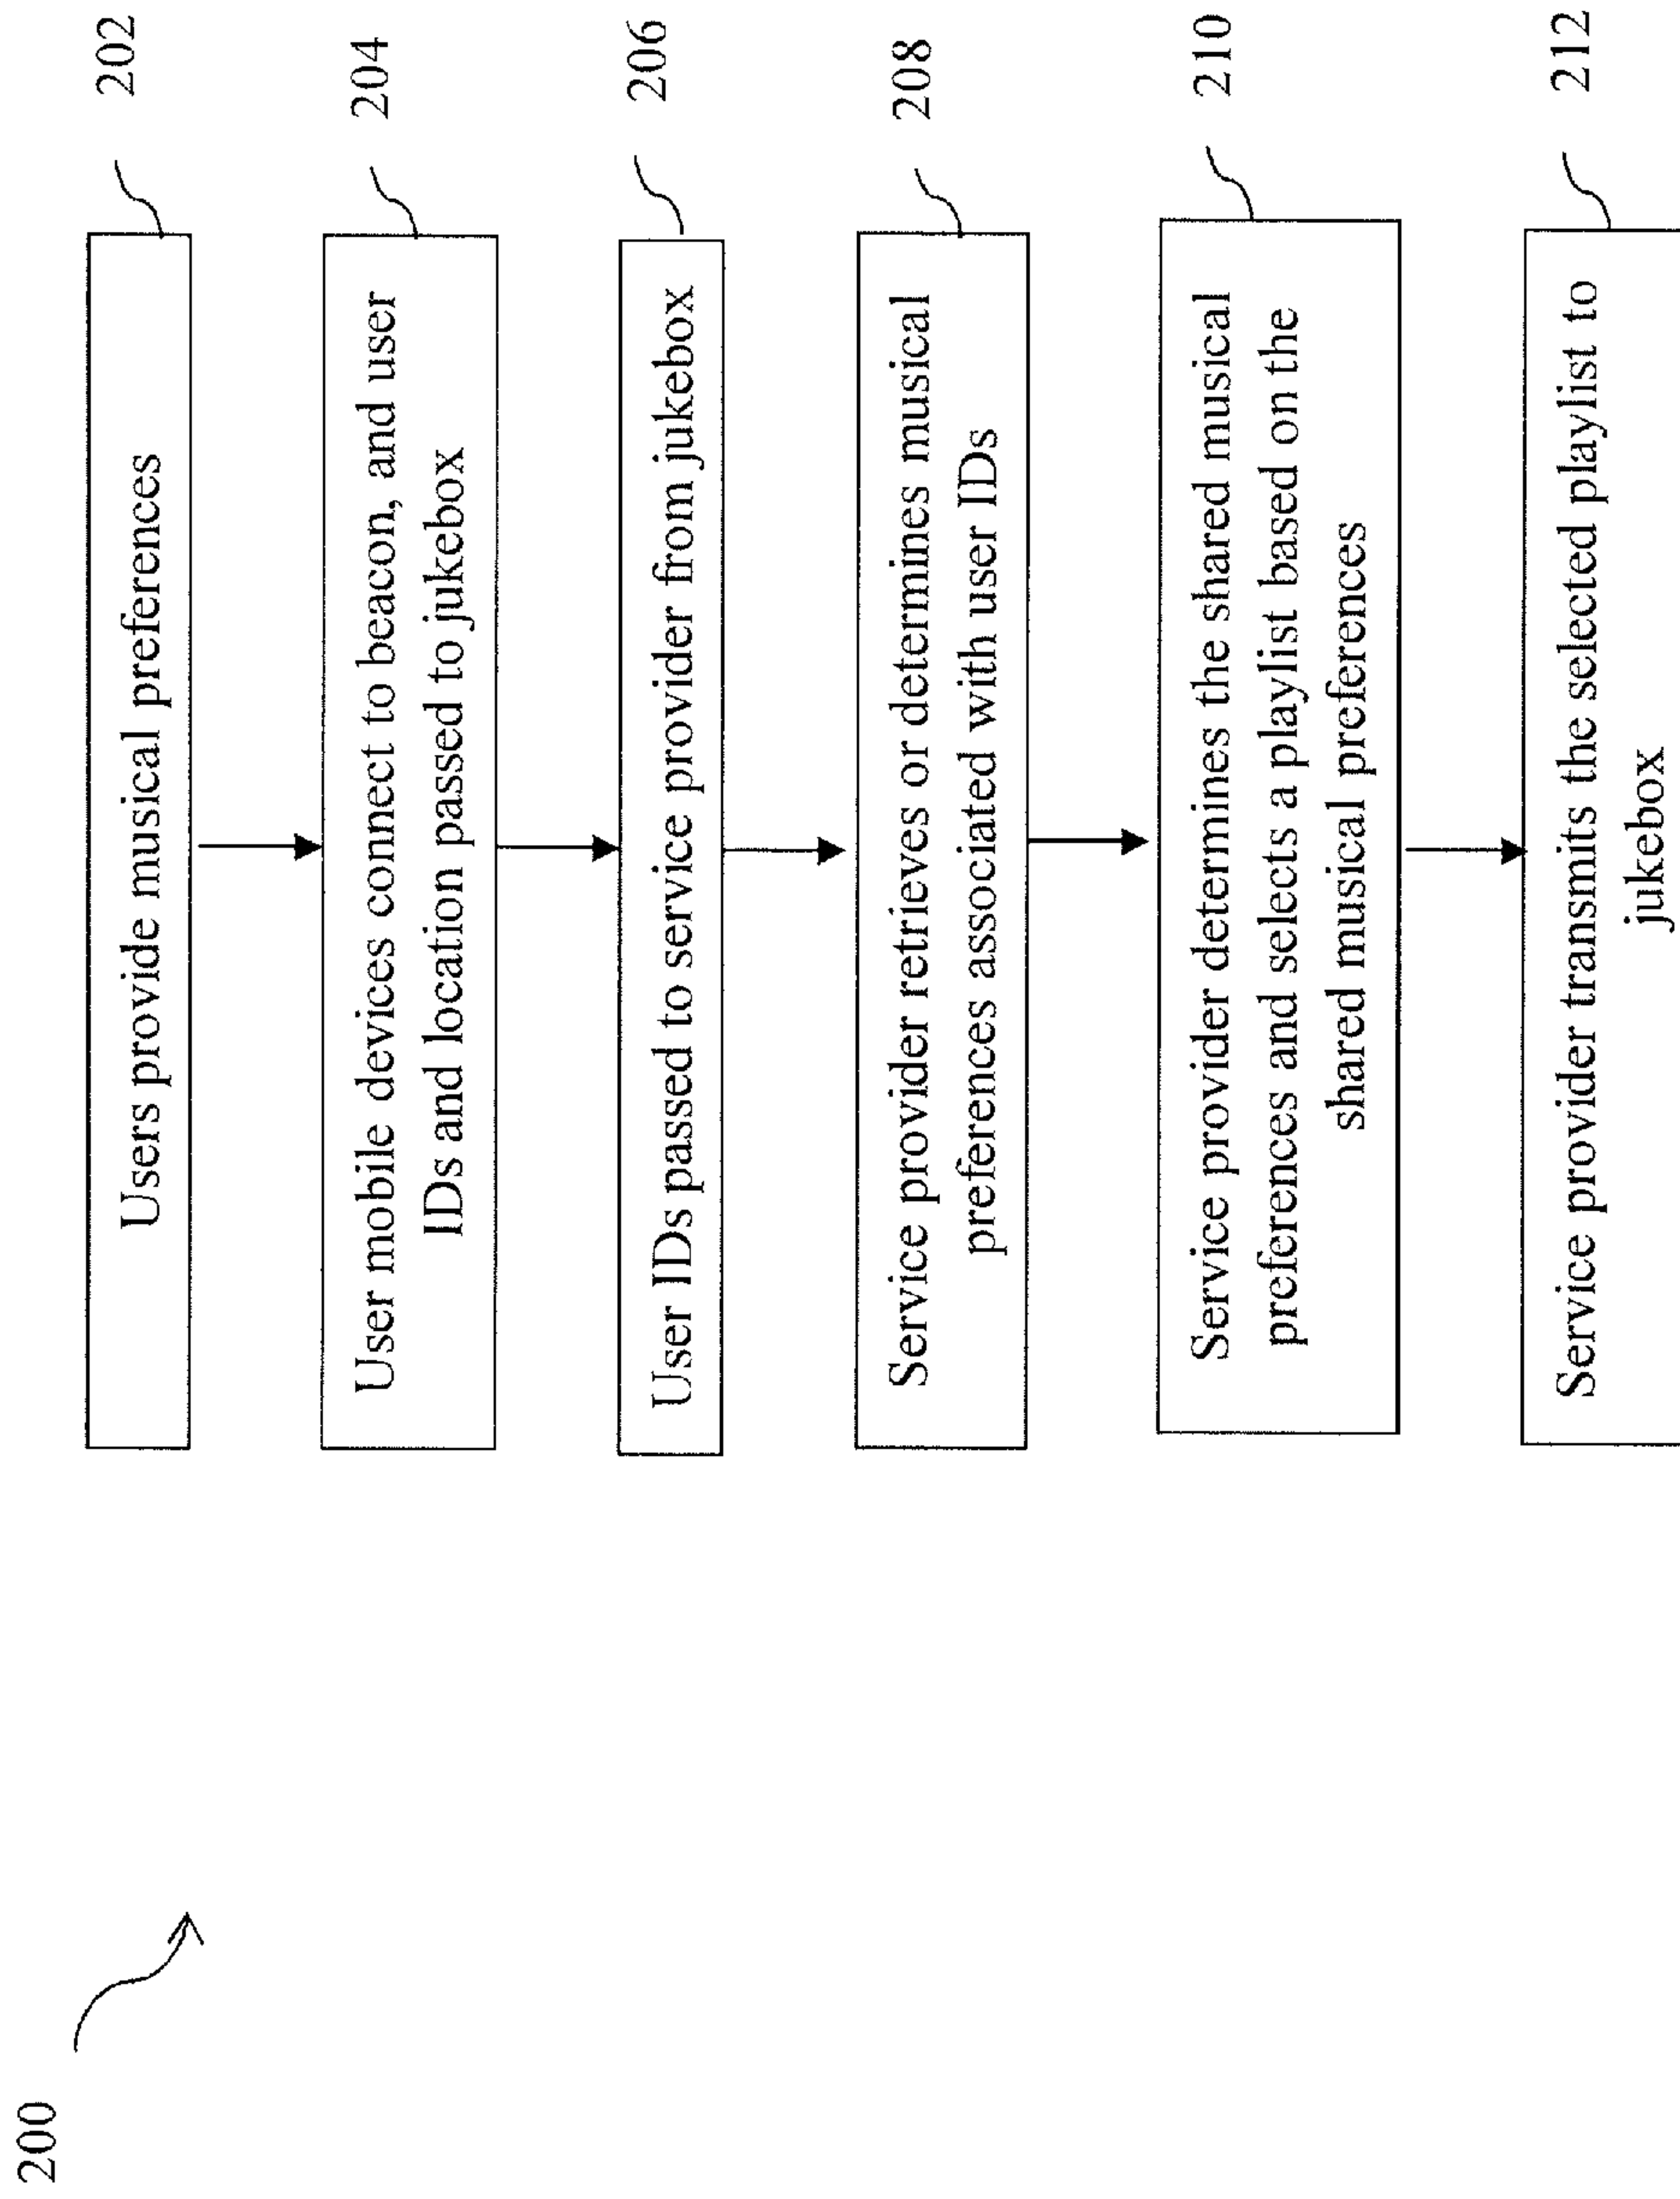 200
Users provide musical preferences
202
User mobile devices connect to beacon, and user
IDs and location passed to jukebox
204
User IDs passed to service provider from jukebox
206
Service provider retrieves or determines musical
preferences associated with user IDs
208
Service provider determines the shared musical
preferences and selects a playlist based on the
shared musical preferences
210
Service provider transmits the selected playlist to
jukebox
212